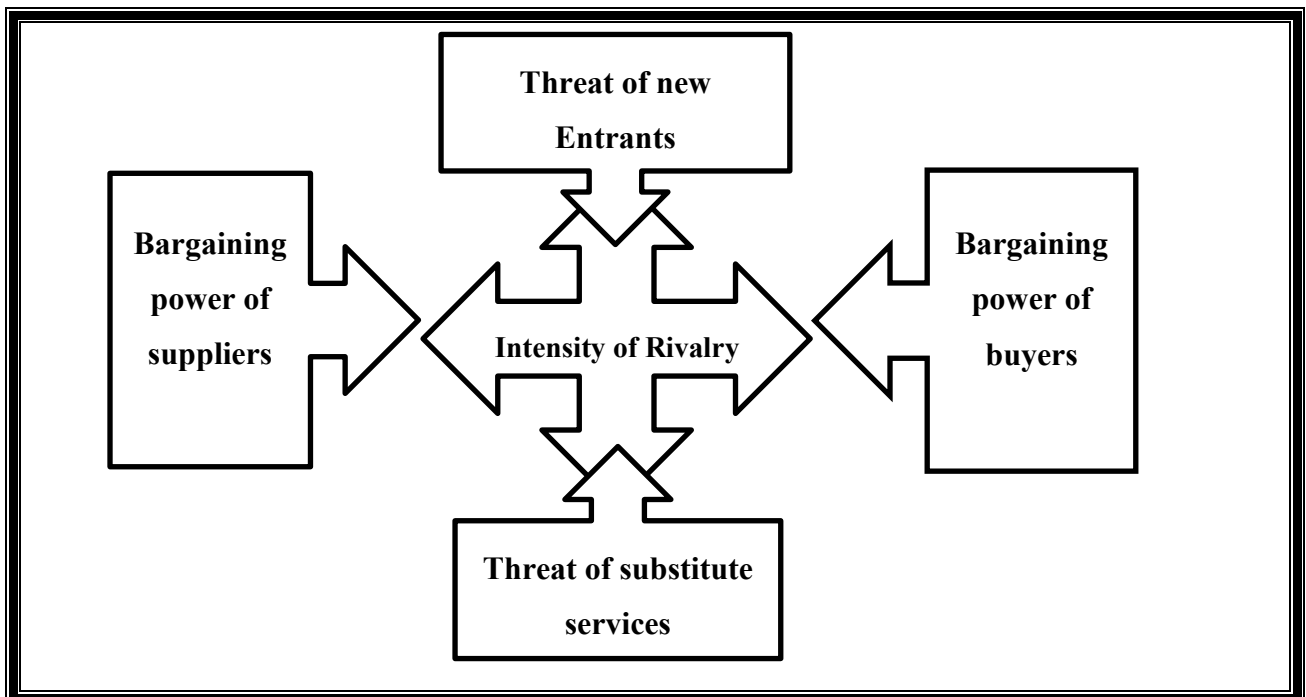 Threat of new
Entrants
Bargaining
power of
suppliers
Intensity of Rivalry
Bargaining
power of
buyers
Threat of substitute
services